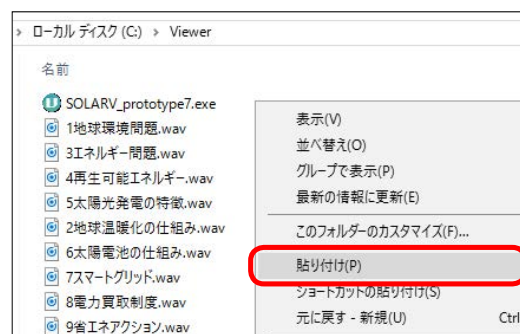 > ローカル ディスク (C:) > Viewer
名前
SOLARV_prototype7.exe
1地球環境問題.wav
3エネルギー問題.wav
4再生可能エネルギー.wav
5太陽光発電の特徴.wav
2地球温暖化の仕組み.wav
6太陽電池の仕組み.wav
7スマートグリッド.wav
8電力買取制度.wav
9省エネアクション.wav
表示(V)
並べ替え(O)
グループで表示(P)
最新の情報に更新(E)
このフォルダーのカスタマイズ(F)...
貼り付け(P)
ショートカットの貼り付け(S)
元に戻す - 新規(U) Ctrl